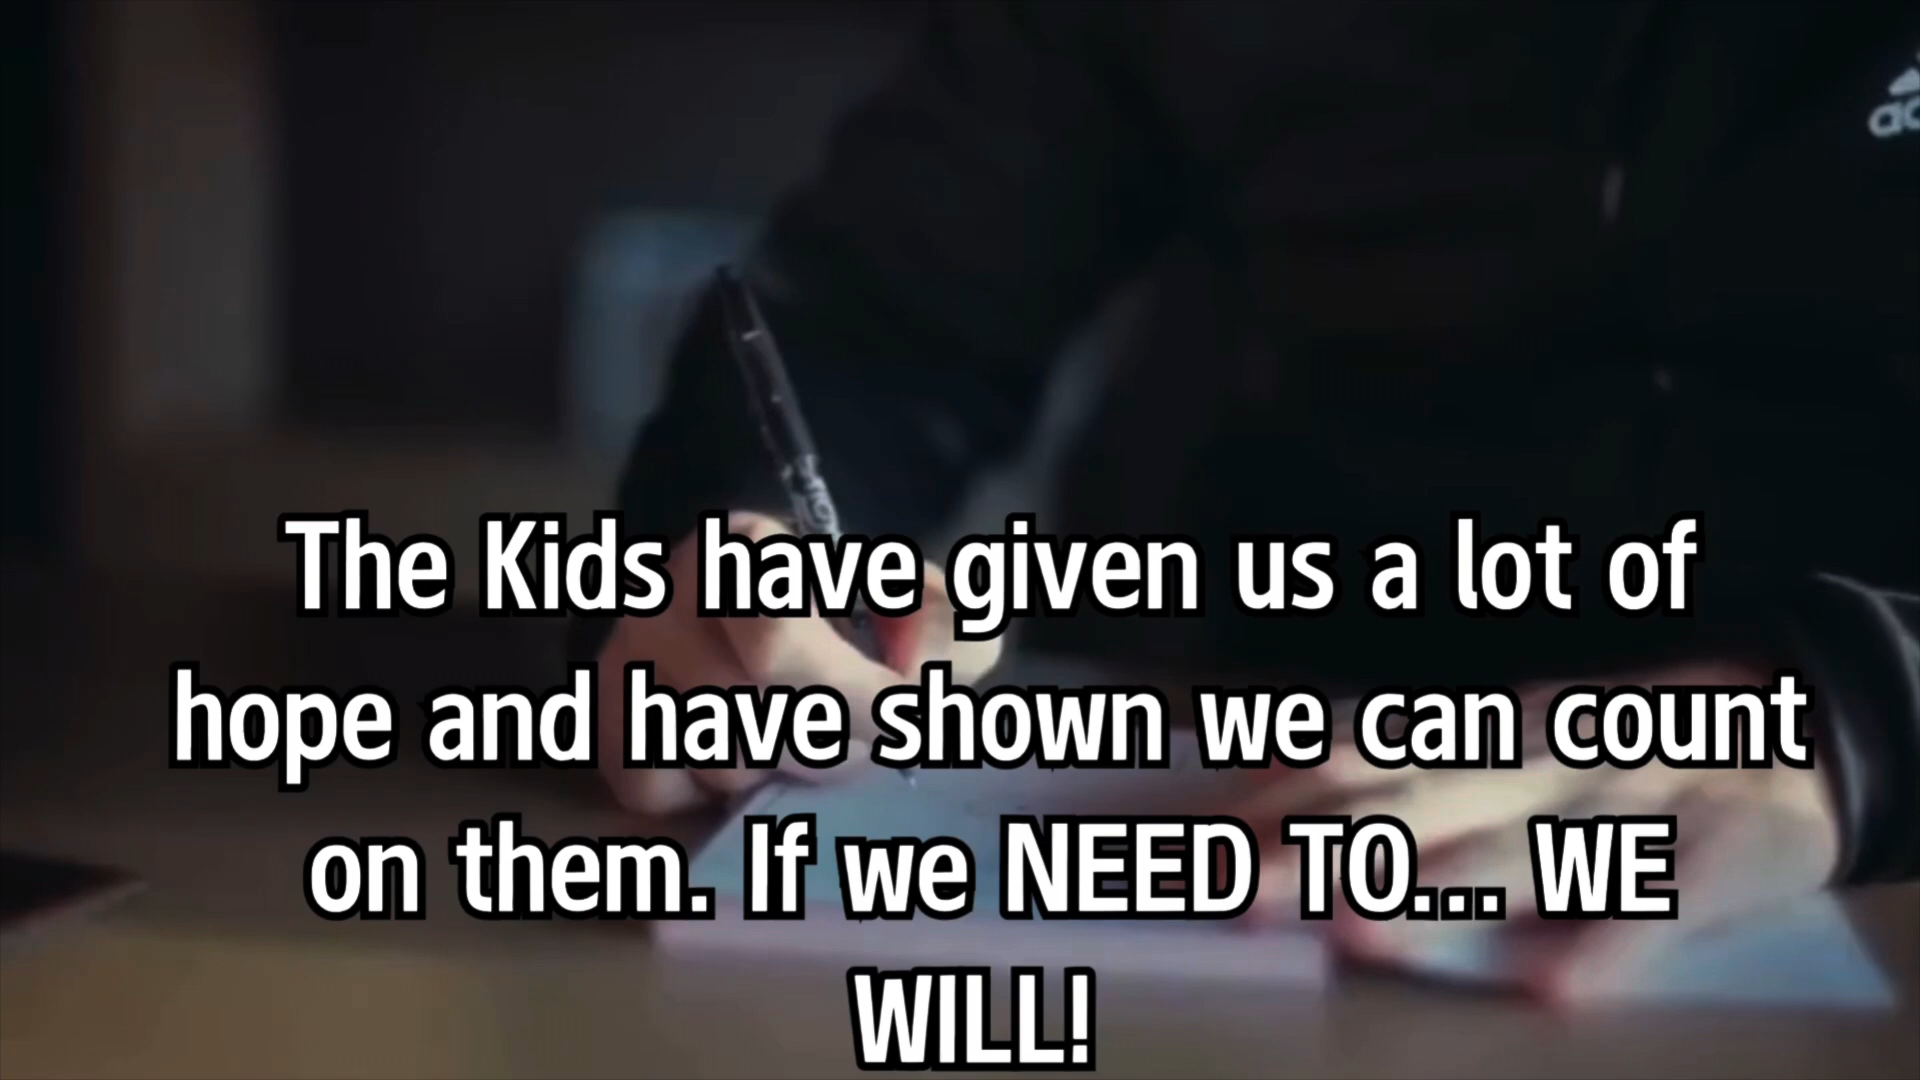 The Kids have given us a lot of
hope and have shown we can count
on them. If we NEED TO... WE
WILL!